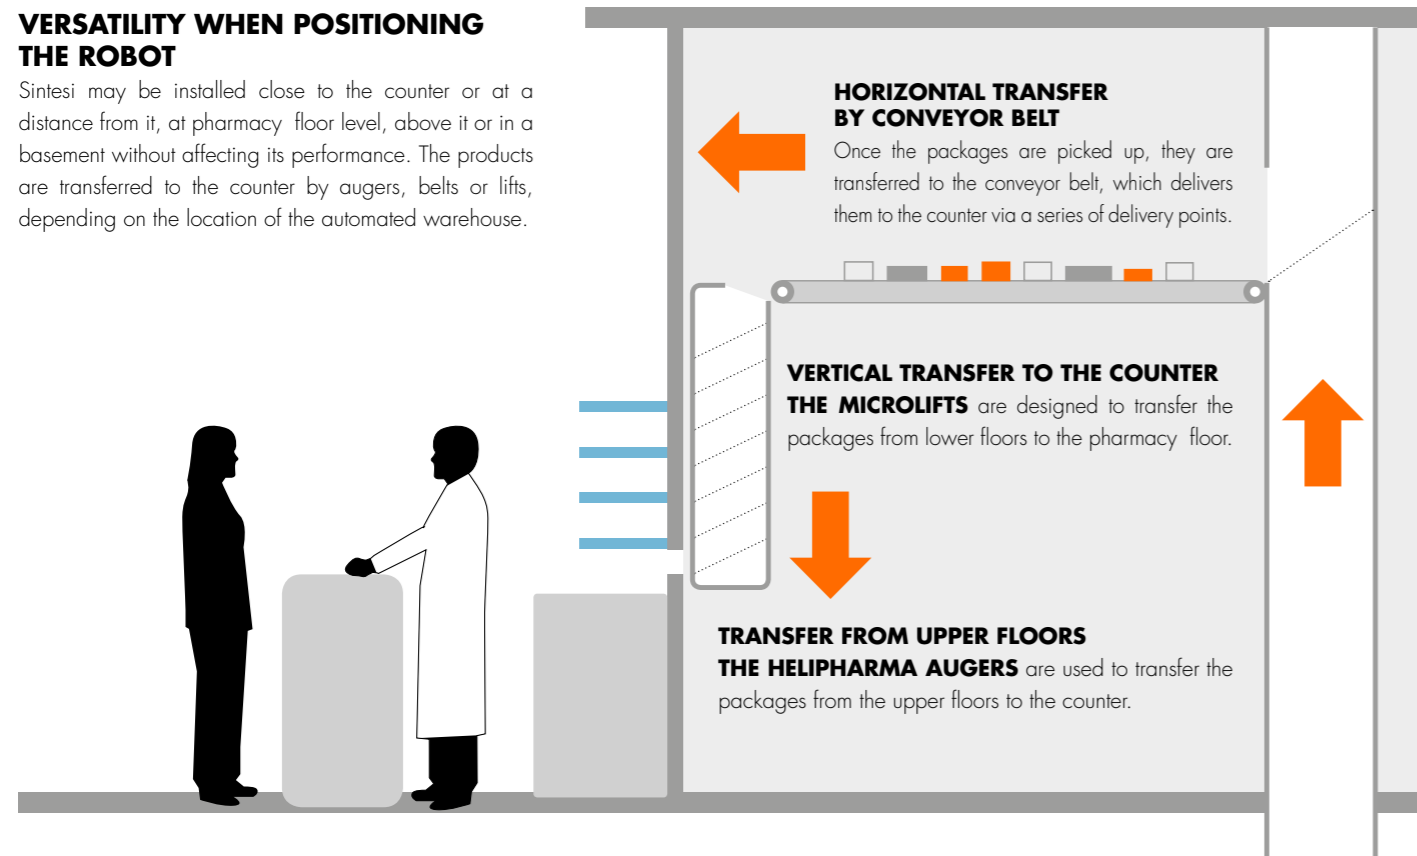 VERSATILITY WHEN POSITIONING
THE ROBOT
Sintesi may be installed close to the counter or at a
distance from it, at pharmacy floor level, above it or in a
basement without affecting its performance. The products
are transferred to the counter by augers, belts or lifts,
depending on the location of the automated warehouse.
HORIZONTAL TRANSFER
BY CONVEYOR BELT
Once the packages are picked up, they are
transferred to the conveyor belt, which delivers
them to the counter via a series of delivery points.
VERTICAL TRANSFER TO THE COUNTER
THE MICROLIFTS are designed to transfer the
packages from lower floors to the pharmacy floor.
TRANSFER FROM UPPER FLOORS
THE HELIPHARMA AUGERS are used to transfer the
packages from the upper floors to the counter.